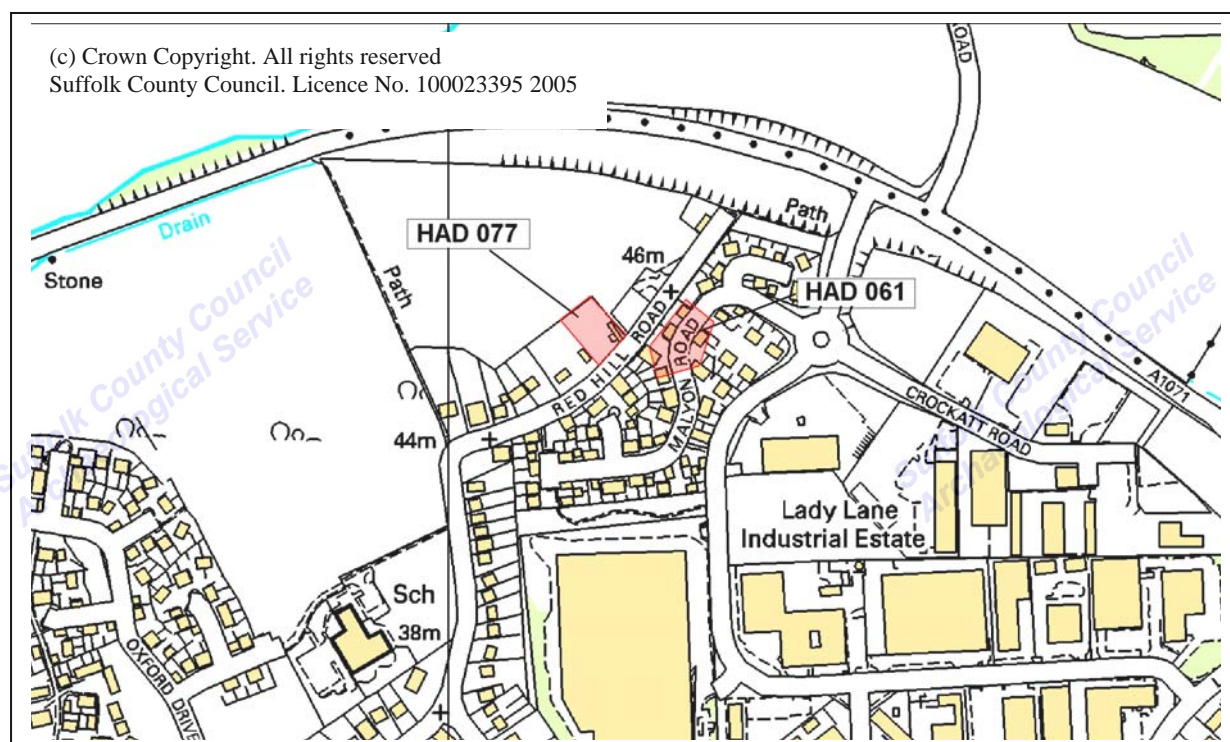 (c) Crown Copyright. All rights reserved
Suffolk County Council. Licence No. 100023395 2005
ROAD
Drain
Stone
Path
HAD 077
46m
Path
HAD 061
RED HILL ROAD
MALYON ROAD
44m
CROCKATT ROAD
A1071
Lady Lane
Industrial Estate
Sch
38m
OXFORD DRIVE
Suffolk County Council
Archaeological Service
Suffolk County Council
Archaeological Service